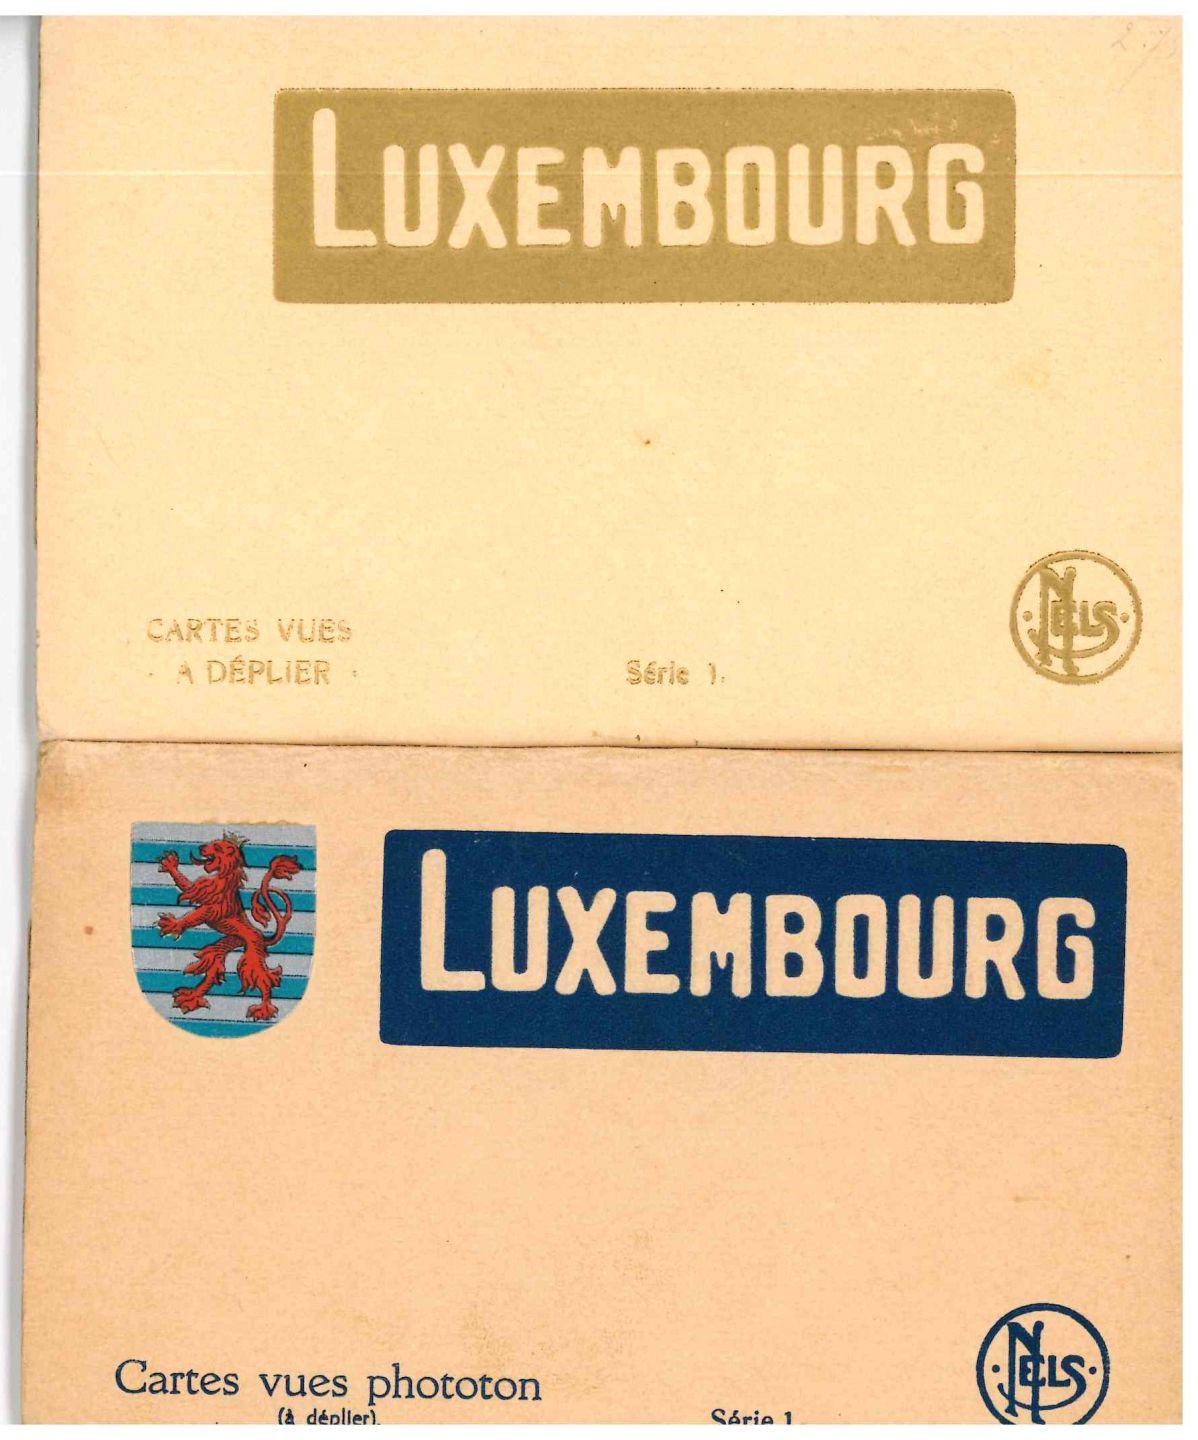 LUXEMBOURG
CARTES VUES
A DÉPLIER
Série 1.
NELS
LUXEMBOURG
Cartes vues phototon
(à déplier).
Série 1
NELS